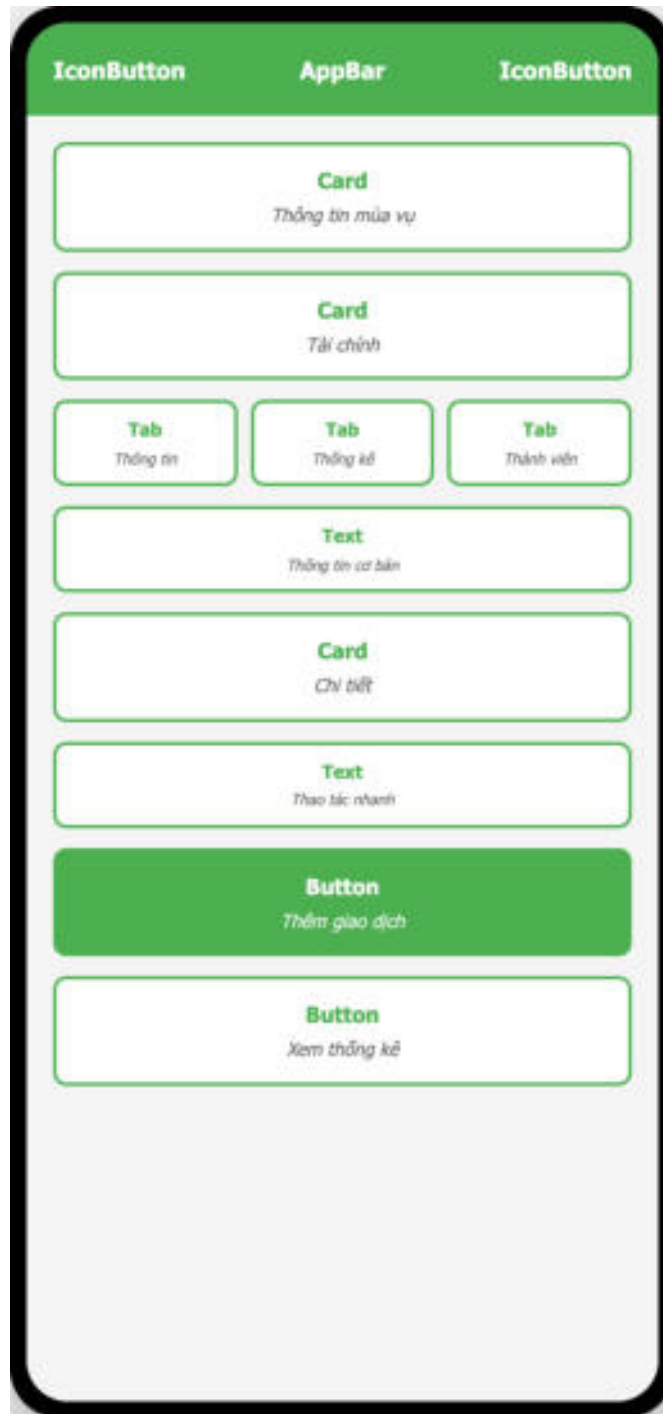 IconButton AppBar IconButton
Card
Thông tin mùa vụ
Card
Tài chính
Tab Tab Tab
Thông tin Thống kê Thành viên
Text
Thông tin cơ bản
Card
Chi tiết
Text
Thao tác nhanh
Button
Thêm giao dịch
Button
Xem thống kê